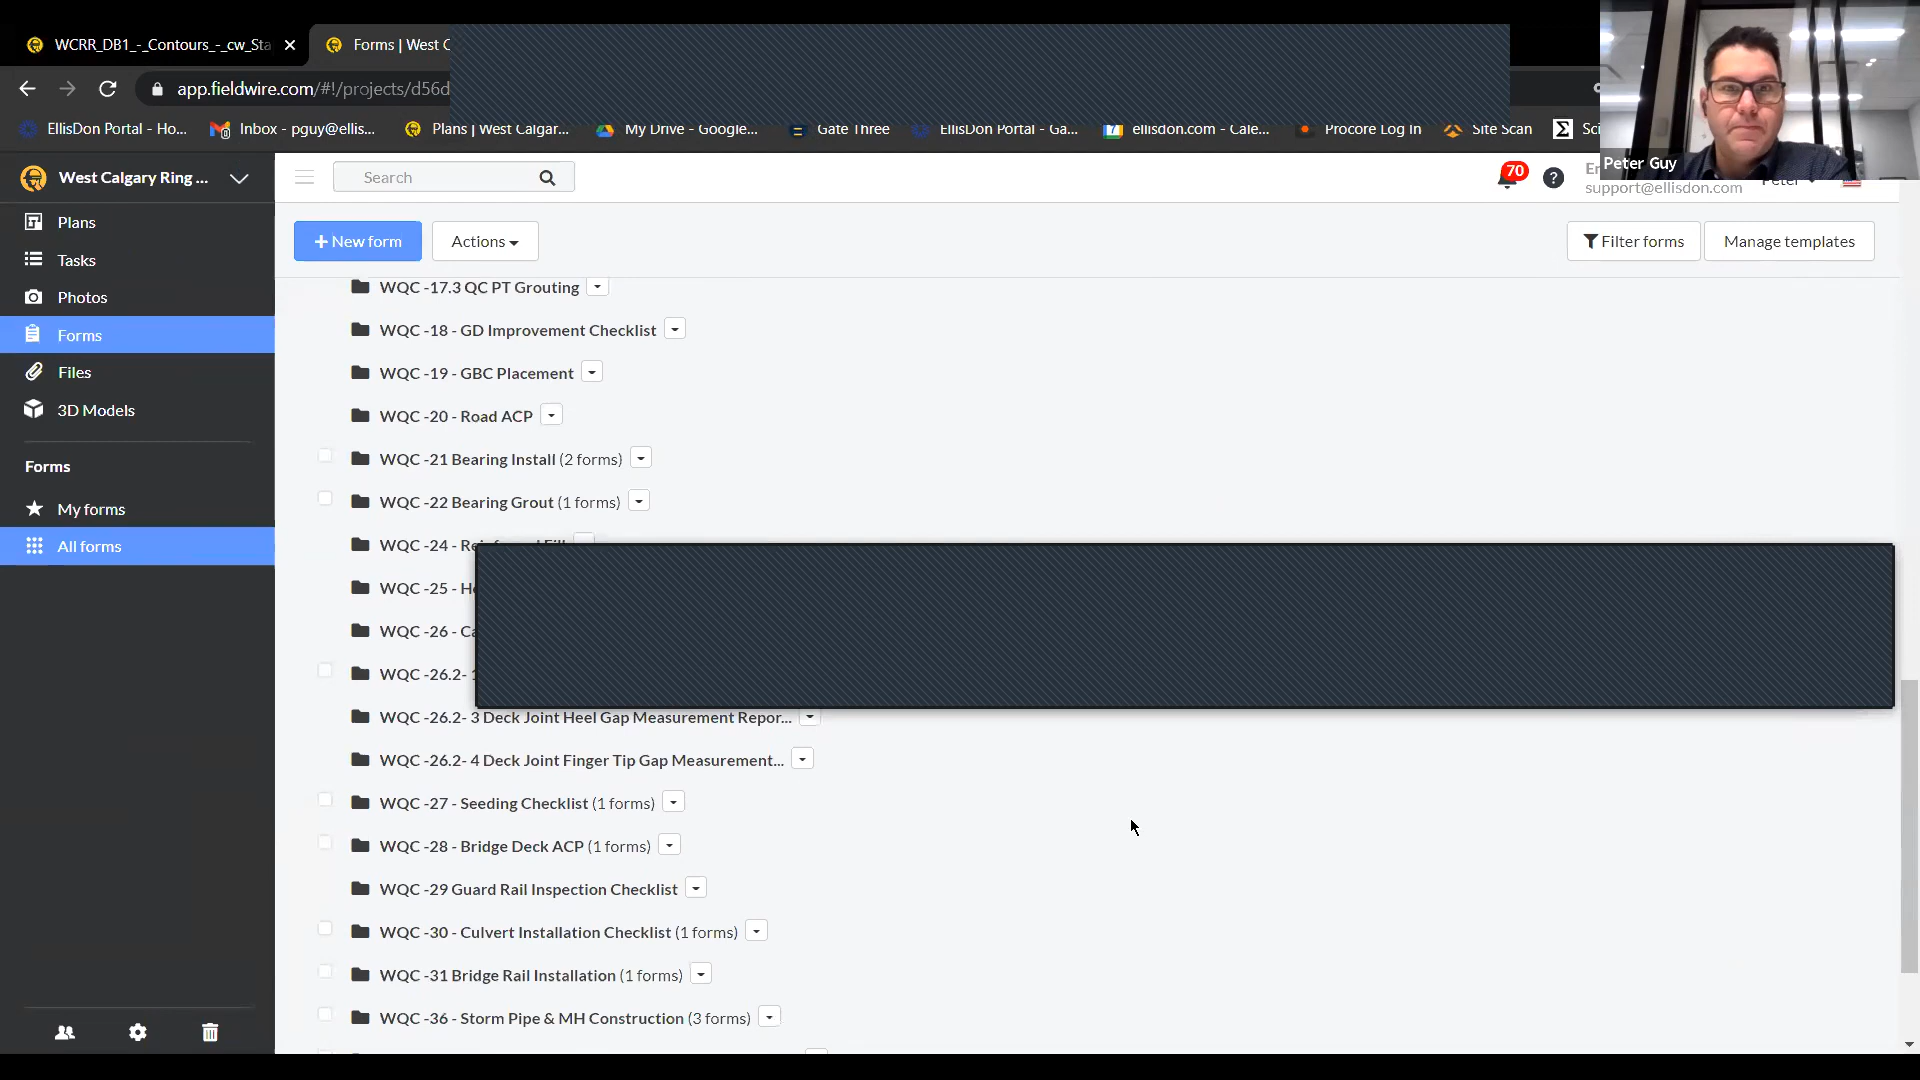 WCRR_DB1_-_Contours_-_cw_Sta
Forms | West C
app.fieldwire.com/#!/projects/d56d
EllisDon Portal - Ho...
Inbox - pguy@ellis...
Plans | West Calgar...
My Drive - Google...
Gate Three
EllisDon Portal - Ga...
ellisdon.com - Cale...
Procore Log In
Site Scan
Sci
Peter Guy
West Calgary Ring ...
Search
70
support@ellisdon.com
Peter
Plans
Tasks
Photos
Forms
Files
3D Models
Forms
My forms
All forms
+ New form
Actions
Filter forms
Manage templates
WQC -17.3 QC PT Grouting
WQC -18 - GD Improvement Checklist
WQC -19 - GBC Placement
WQC -20 - Road ACP
WQC -21 Bearing Install (2 forms)
WQC -22 Bearing Grout (1 forms)
WQC -24 - Reinforced Fill
WQC -25 - 
WQC -26 - 
WQC -26.2- 
WQC -26.2- 3 Deck Joint Heel Gap Measurement Repor...
WQC -26.2- 4 Deck Joint Finger Tip Gap Measurement...
WQC -27 - Seeding Checklist (1 forms)
WQC -28 - Bridge Deck ACP (1 forms)
WQC -29 Guard Rail Inspection Checklist
WQC -30 - Culvert Installation Checklist (1 forms)
WQC -31 Bridge Rail Installation (1 forms)
WQC -36 - Storm Pipe & MH Construction (3 forms)